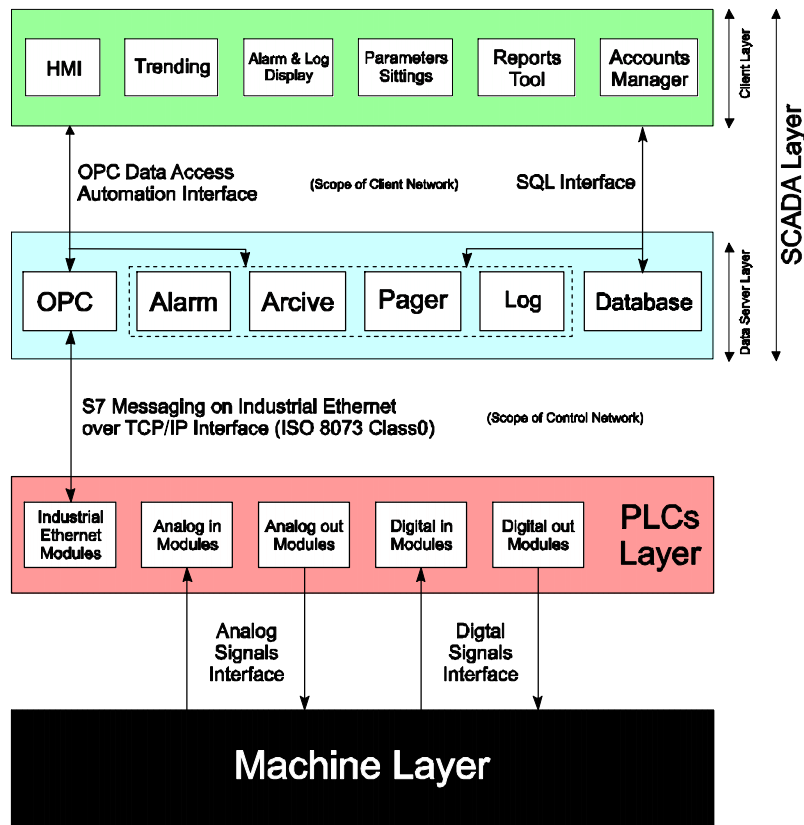 HMI
Trending
Alarm & Log
Display
Parameters
Sittings
Reports
Tool
Accounts
Manager
Client Layer
SCADA Layer
OPC Data Access
Automation Interface
(Scope of Client Network)
SQL Interface
OPC
Alarm
Arcive
Pager
Log
Database
Data Server Layer
S7 Messaging on Industrial Ethernet
over TCP/IP Interface (ISO 8073 Class0)
(Scope of Control Network)
Industrial
Ethernet
Modules
Analog in
Modules
Analog out
Modules
Digital in
Modules
Digital out
Modules
PLCs
Layer
Analog
Signals
Interface
Digtal
Signals
Interface
Machine Layer